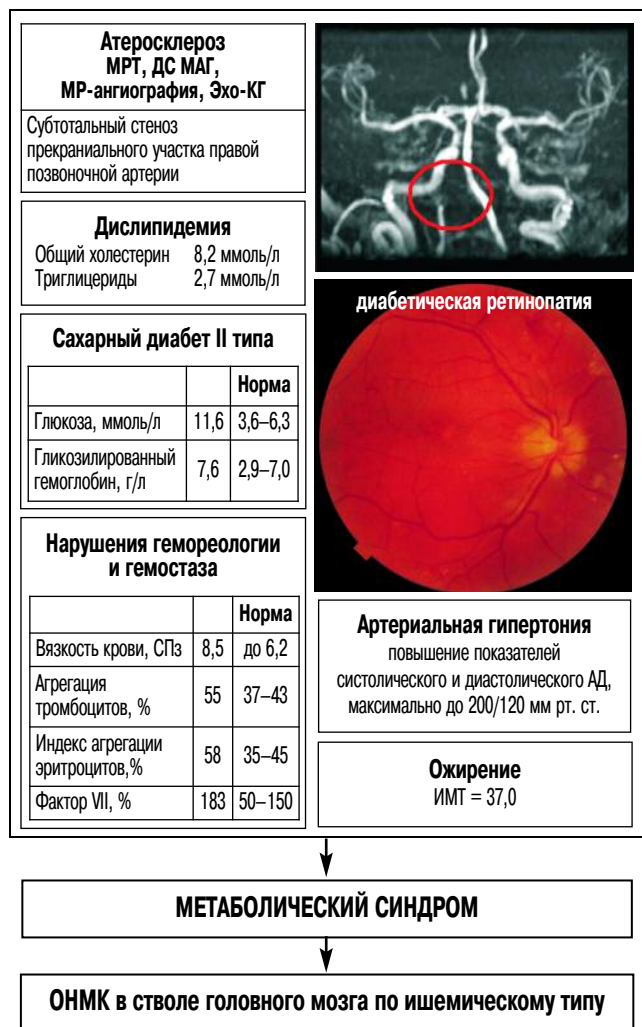 Атеросклероз
МРТ, ДС МАГ,
МР-ангиография, Эхо-КГ
Субтотальный стеноз
прекраниального участка правой
позвоночной артерии
Дислипидемия
Общий холестерин 8,2 ммоль/л
Триглицериды 2,7 ммоль/л
Сахарный диабет II типа
Норма
Глюкоза, ммоль/л 11,6 3,6–6,3
Гликозилированный
гемоглобин, г/л 7,6 2,9–7,0
Нарушения гемореологии
и гемостаза
Норма
Вязкость крови, СПз 8,5 до 6,2
Агрегация
тромбоцитов, % 55 37–43
Индекс агрегации
эритроцитов,% 58 35–45
Фактор VII, % 183 50–150
диабетическая ретинопатия
Артериальная гипертония
повышение показателей
систолического и диастолического АД,
максимально до 200/120 мм рт. ст.
Ожирение
ИМТ = 37,0
МЕТАБОЛИЧЕСКИЙ СИНДРОМ
ОНМК в стволе головного мозга по ишемическому типу